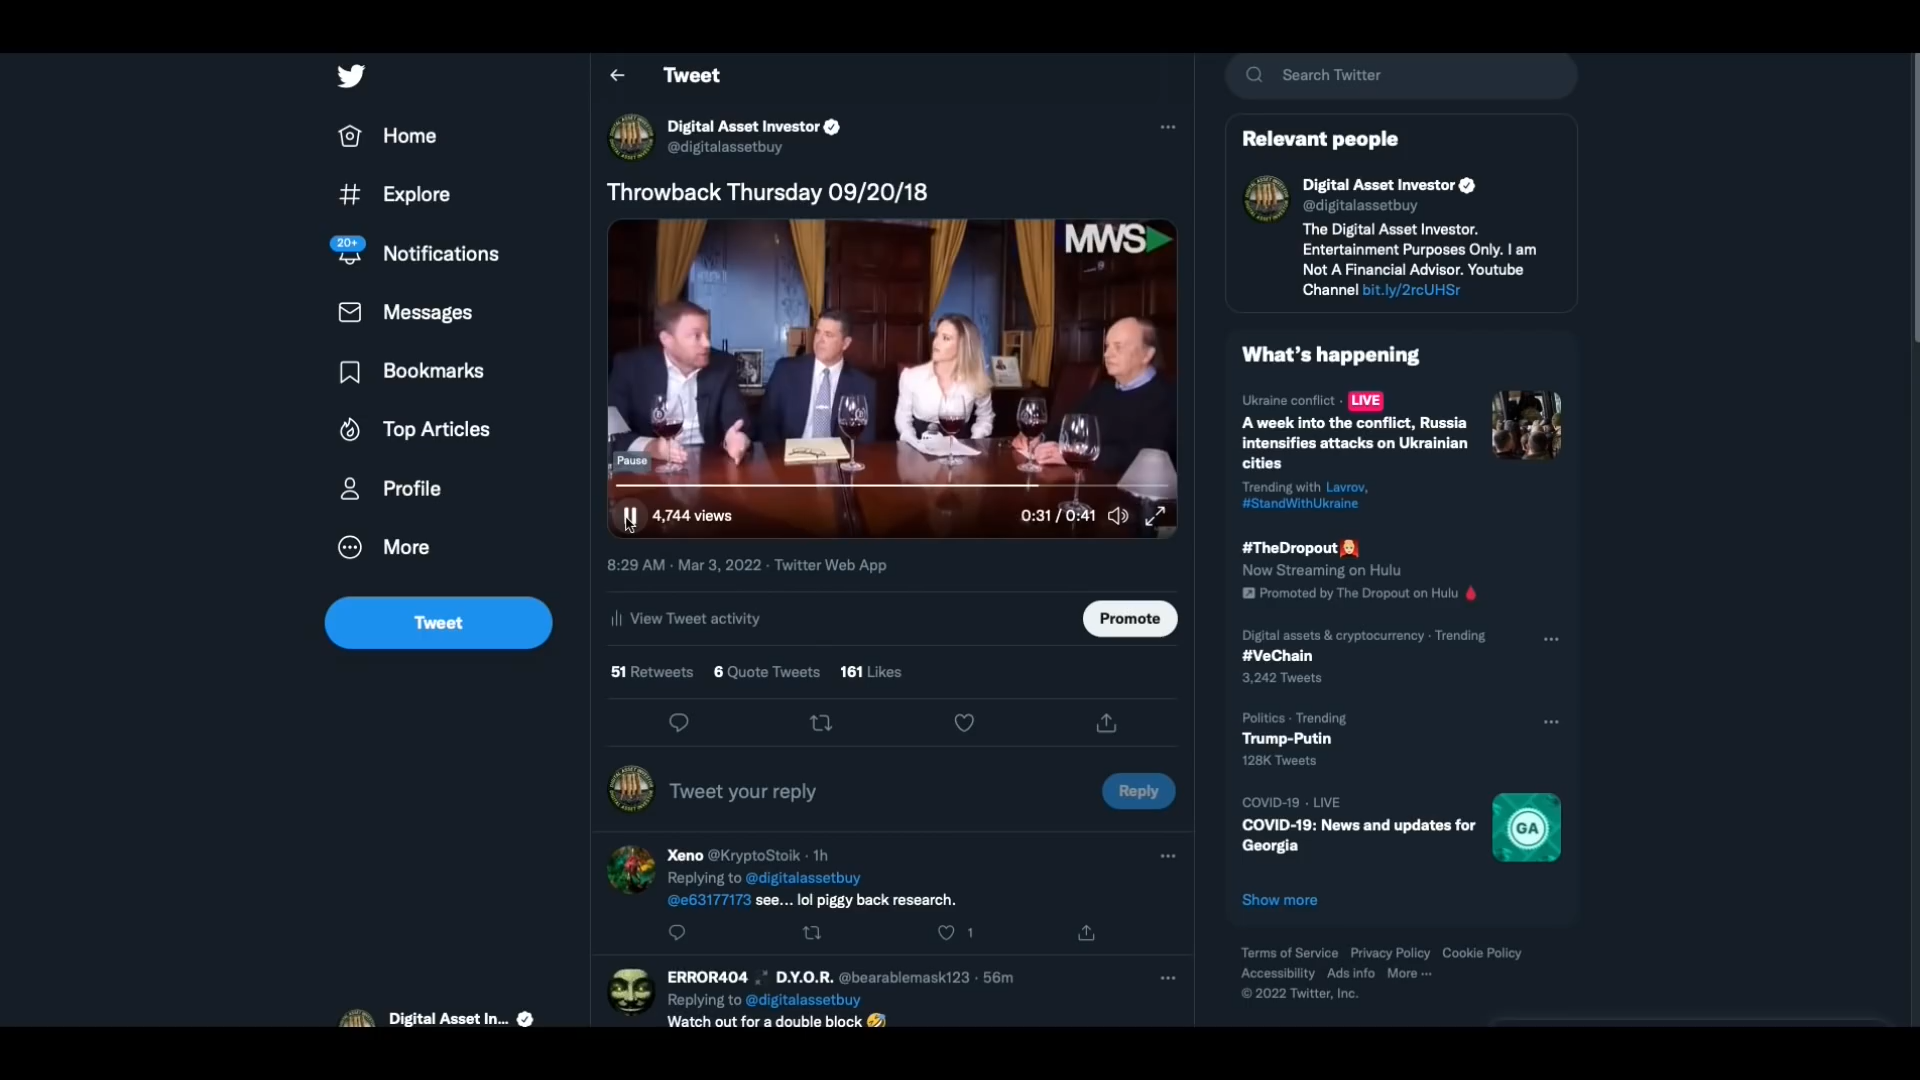 Home
Explore
20+
Notifications
Messages
Bookmarks
Top Articles
Profile
More
Tweet
Digital Asset In...
Tweet
Digital Asset Investor
@digitalassetbuy
Throwback Thursday 09/20/18
MWS
Pause
4,744 views
0:31 / 0:41
8:29 AM · Mar 3, 2022 · Twitter Web App
View Tweet activity
Promote
51 Retweets 6 Quote Tweets 161 Likes
Tweet your reply
Reply
Xeno @KryptoStoik · 1h
Replying to @digitalassetbuy
@e63177173 see... lol piggy back research.
1
ERROR404 D.Y.O.R. @bearablemask123 · 56m
Replying to @digitalassetbuy
Watch out for a double block 🤣
Search Twitter
Relevant people
Digital Asset Investor
@digitalassetbuy
The Digital Asset Investor.
Entertainment Purposes Only. I am
Not A Financial Advisor. Youtube
Channel bit.ly/2rcUHSr
What's happening
Ukraine conflict · LIVE
A week into the conflict, Russia
intensifies attacks on Ukrainian
cities
Trending with Lavrov,
#StandWithUkraine
#TheDropout
Now Streaming on Hulu
Promoted by The Dropout on Hulu 🩸
Digital assets & cryptocurrency · Trending
#VeChain
3,242 Tweets
Politics · Trending
Trump-Putin
128K Tweets
COVID-19 · LIVE
COVID-19: News and updates for
Georgia
GA
Show more
Terms of Service Privacy Policy Cookie Policy
Accessibility Ads info More ···
© 2022 Twitter, Inc.